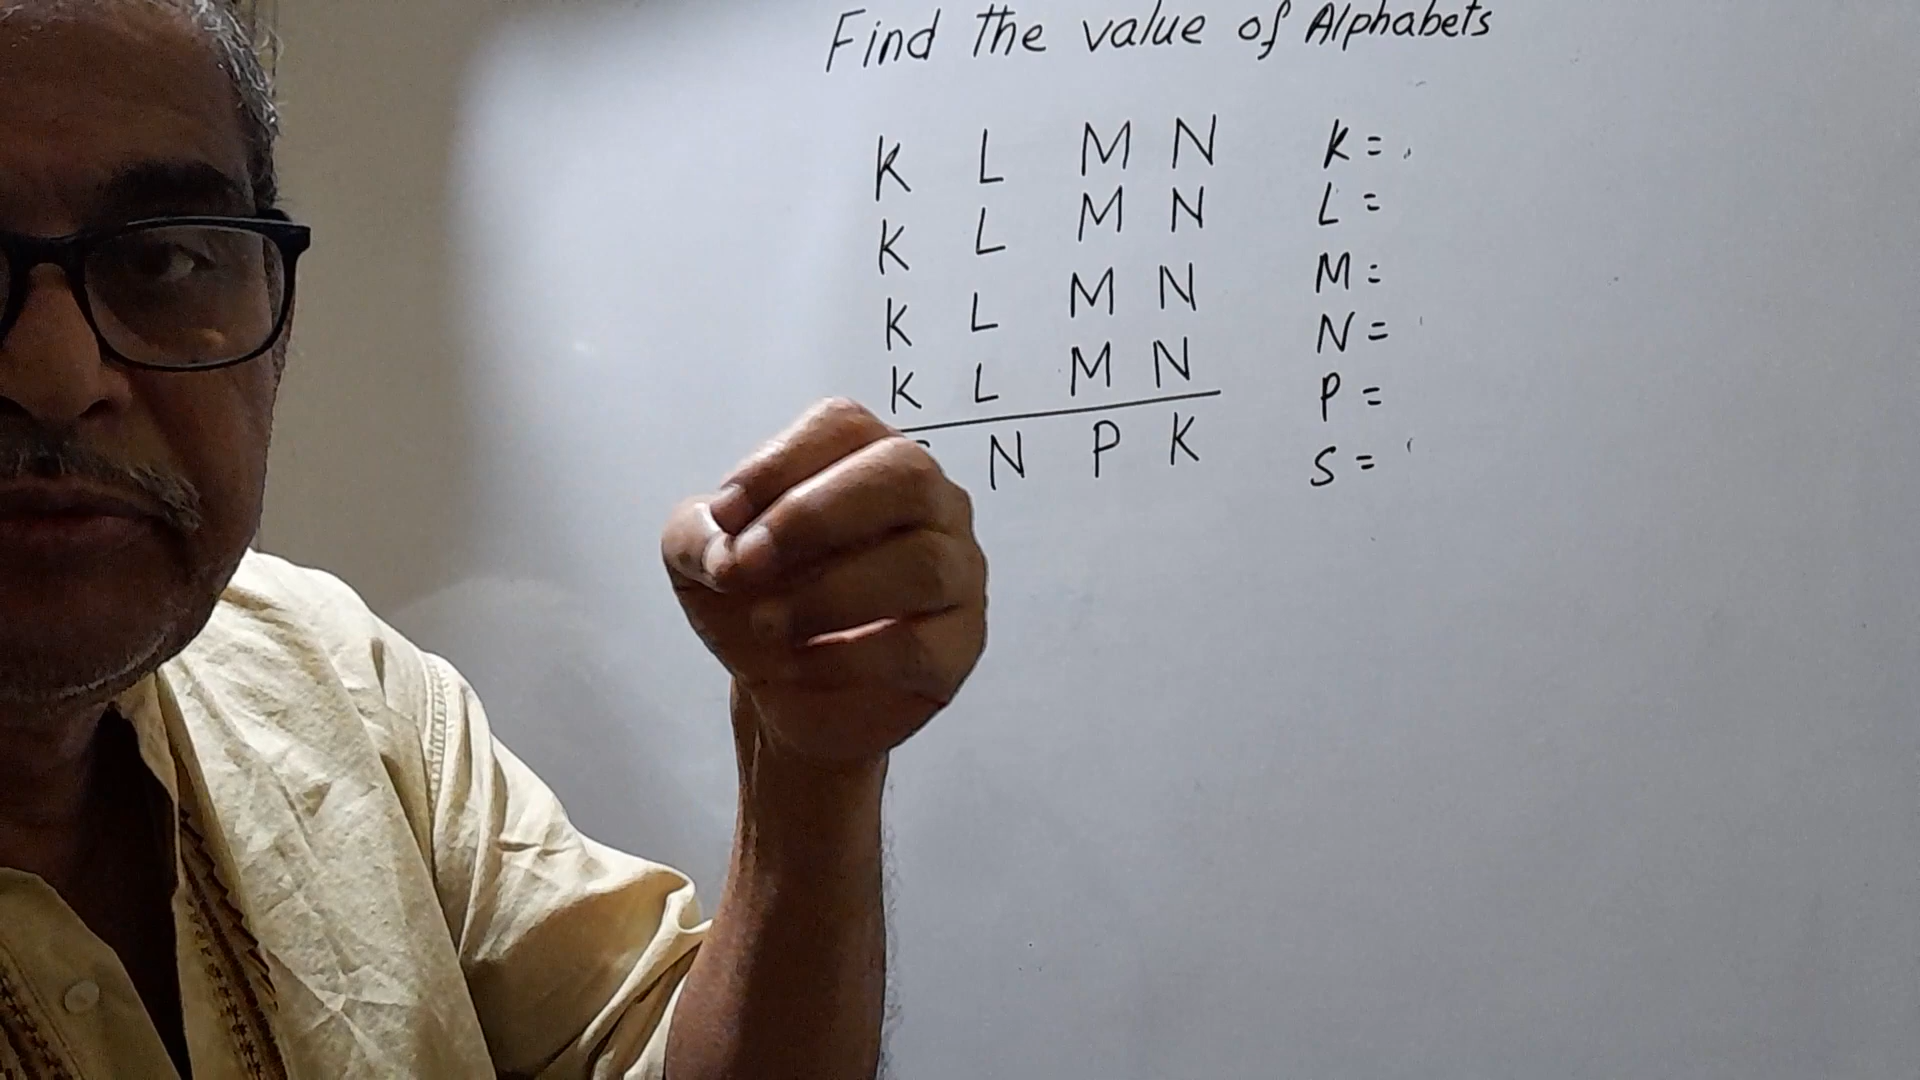 Find the value of Alphabets
K L M N K =
K L M N L =
K L M N M =
K L M N N =
N P K P =
S =